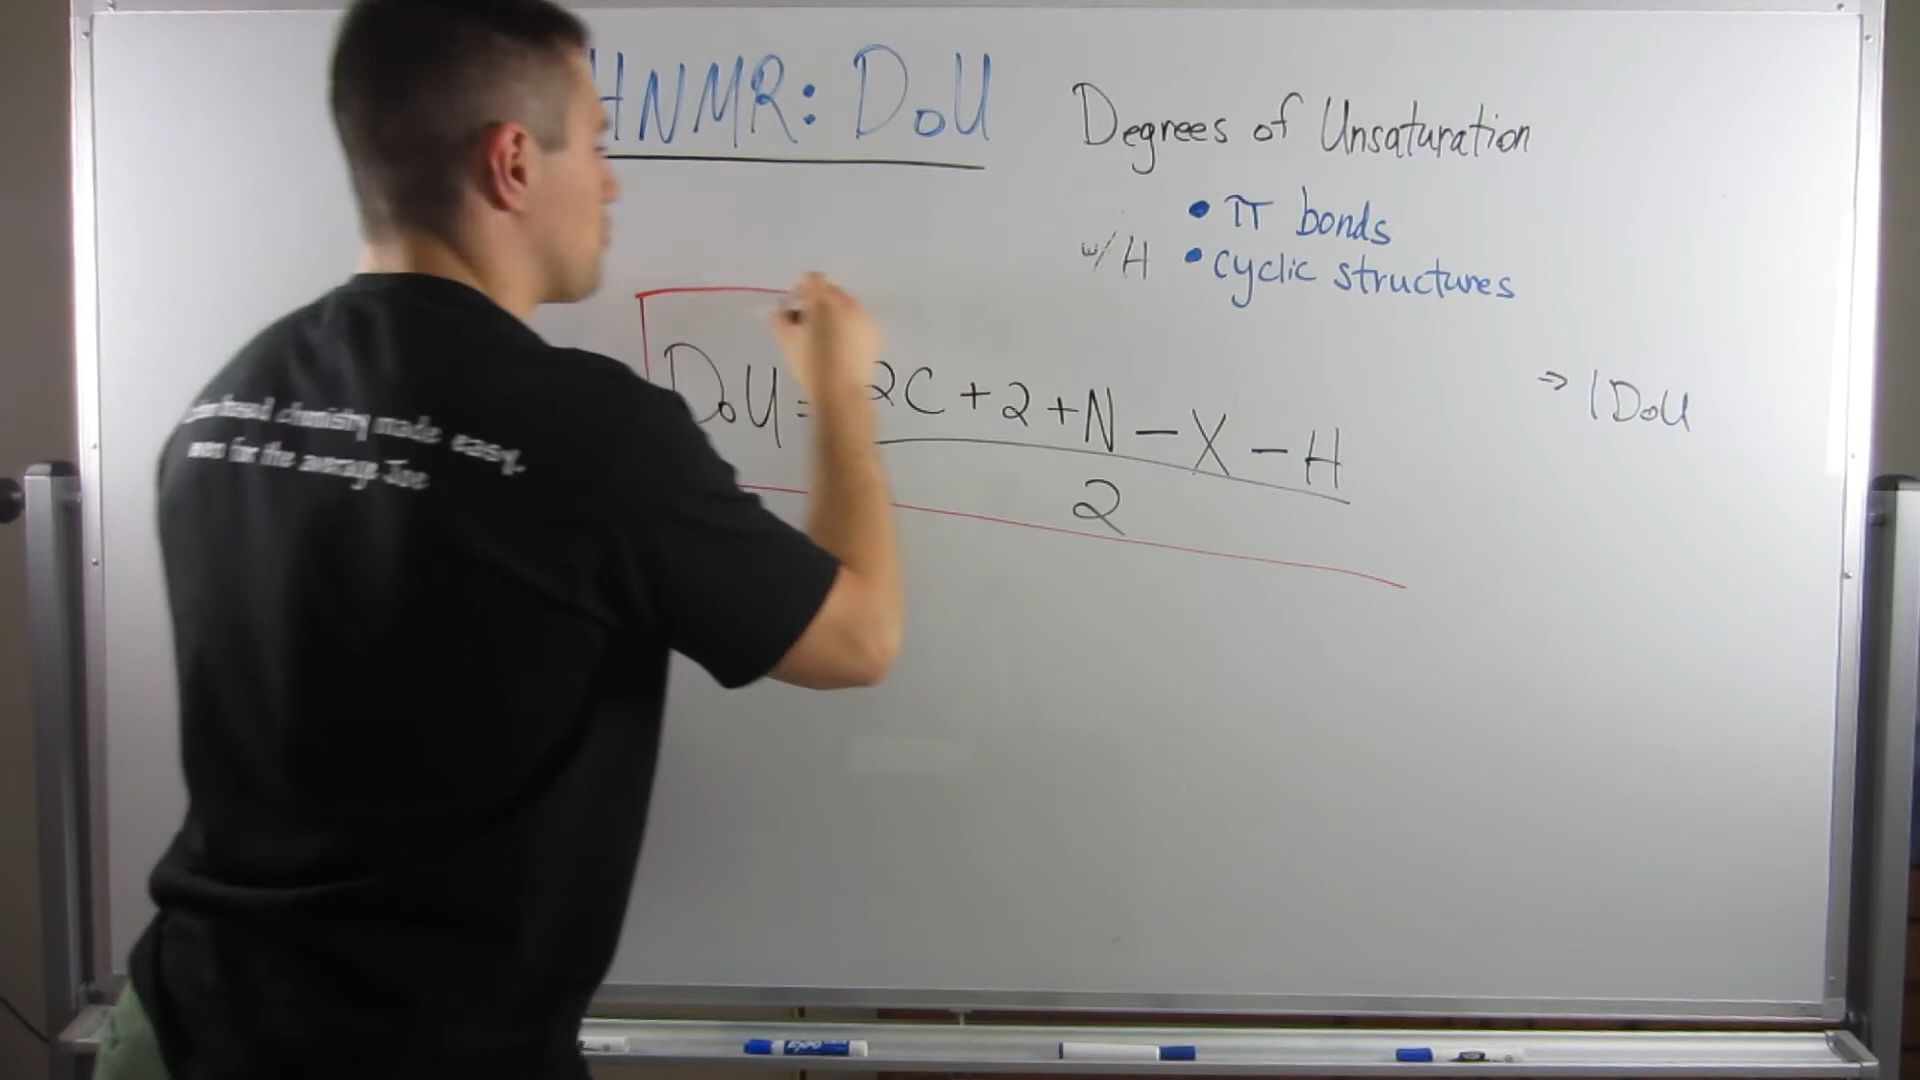 HNMR: DoU
Degrees of Unsaturation
• π bonds
w/ H • cyclic structures
DoU = 2C + 2 + N - X - H
2
⇒ 1 DoU
chemistry made easy.
for the average Joe
EXPO